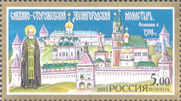 САВВИНО-СТОРОЖЕВСКИЙ ЗВЕНИГОРОДСКИЙ МОНАСТЫРЬ.
Основан в
1398.
5.00
2002 РОССИЯ ROSSIJA